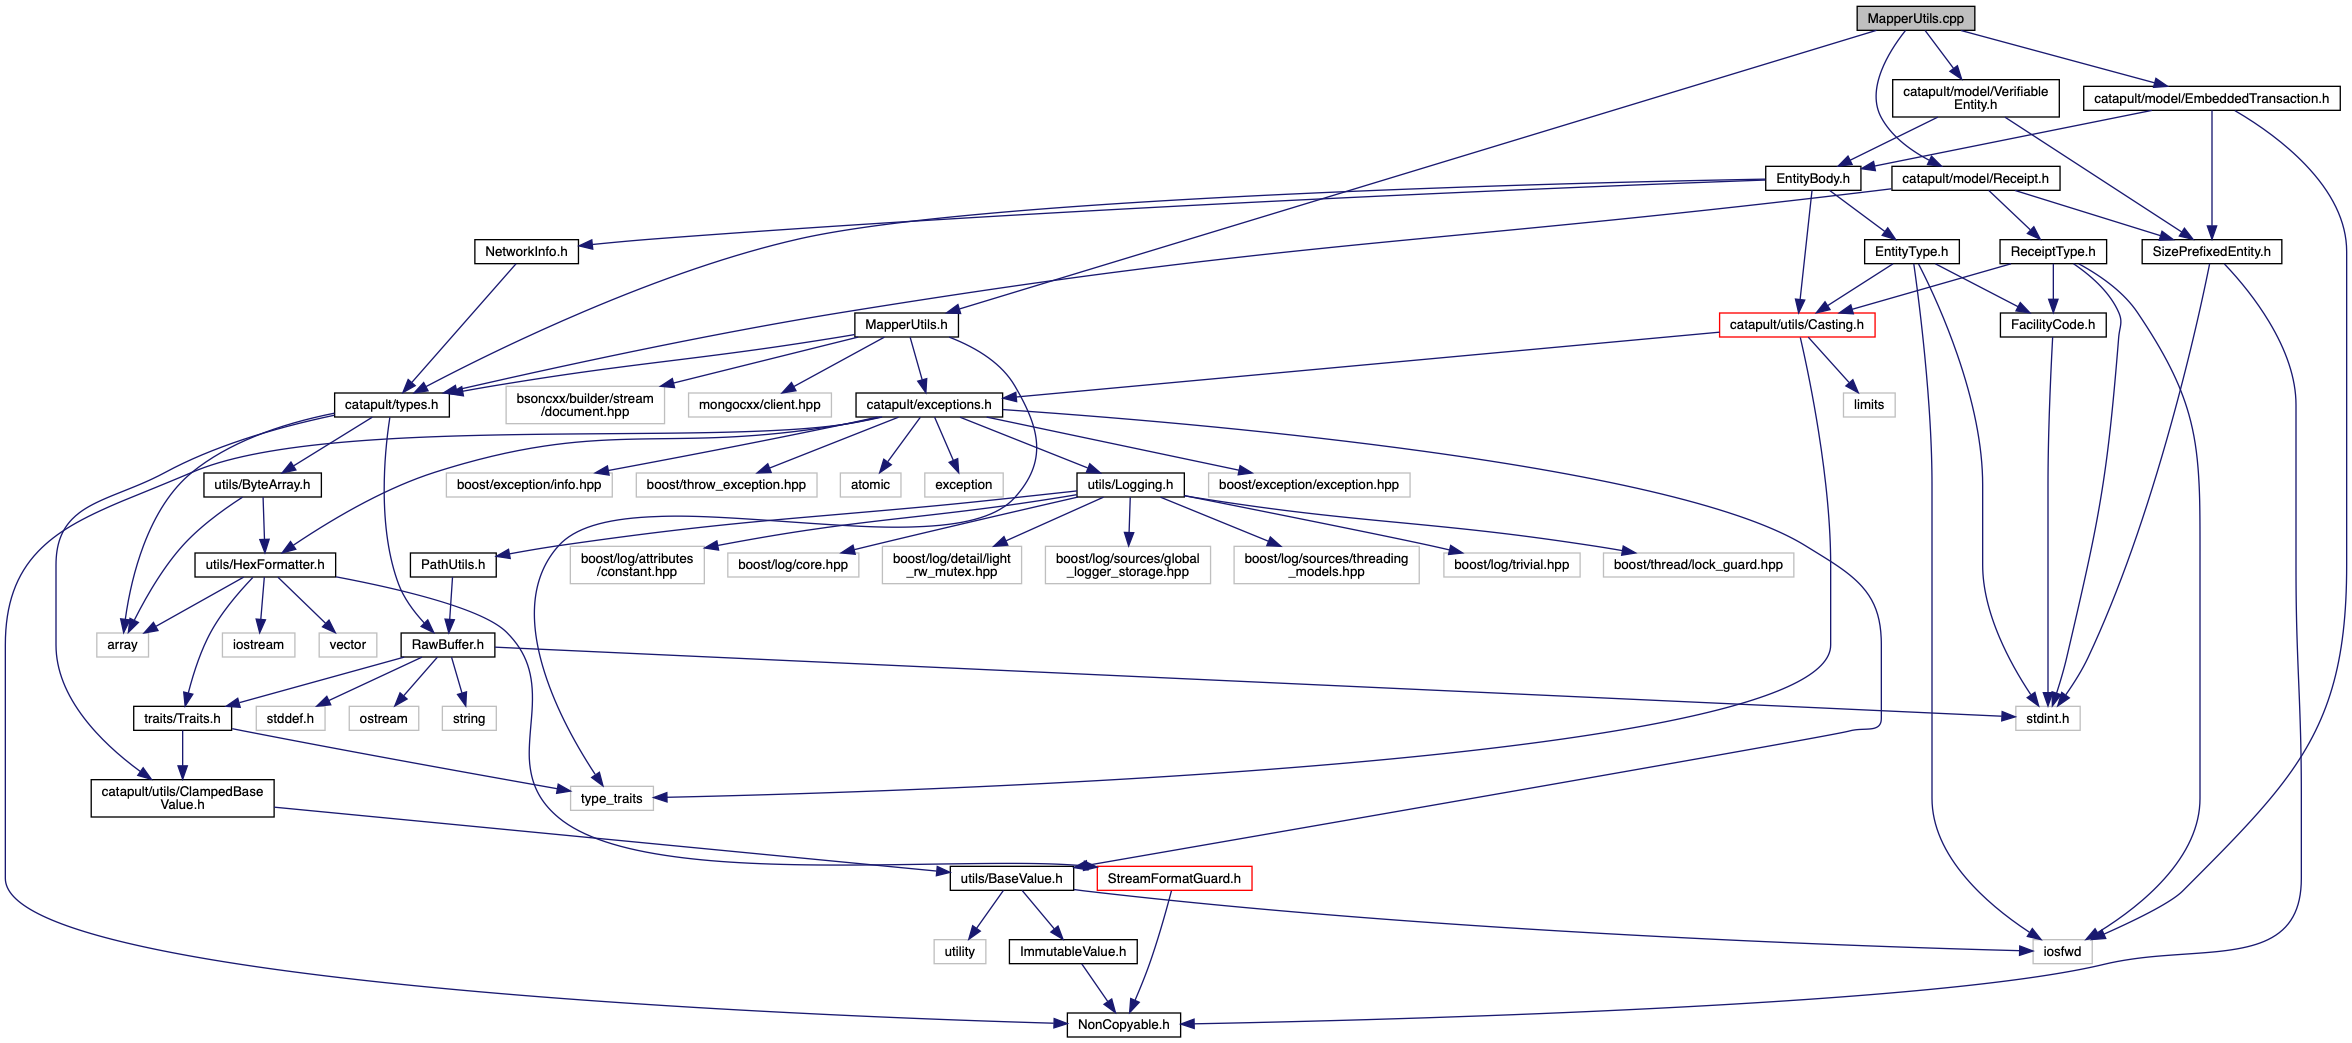 MapperUtils.cpp
catapult/model/Verifiable
Entity.h
catapult/model/EmbeddedTransaction.h
EntityBody.h
catapult/model/Receipt.h
NetworkInfo.h
EntityType.h
ReceiptType.h
SizePrefixedEntity.h
MapperUtils.h
catapult/utils/Casting.h
FacilityCode.h
catapult/types.h
bsoncxx/builder/stream
/document.hpp
mongocxx/client.hpp
catapult/exceptions.h
limits
utils/ByteArray.h
boost/exception/info.hpp
boost/throw_exception.hpp
atomic
exception
utils/Logging.h
boost/exception/exception.hpp
utils/HexFormatter.h
PathUtils.h
boost/log/attributes
/constant.hpp
boost/log/core.hpp
boost/log/detail/light
_rw_mutex.hpp
boost/log/sources/global
_logger_storage.hpp
boost/log/sources/threading
_models.hpp
boost/log/trivial.hpp
boost/thread/lock_guard.hpp
array
iostream
vector
RawBuffer.h
traits/Traits.h
stddef.h
ostream
string
stdint.h
catapult/utils/ClampedBase
Value.h
type_traits
utils/BaseValue.h
StreamFormatGuard.h
utility
ImmutableValue.h
iosfwd
NonCopyable.h